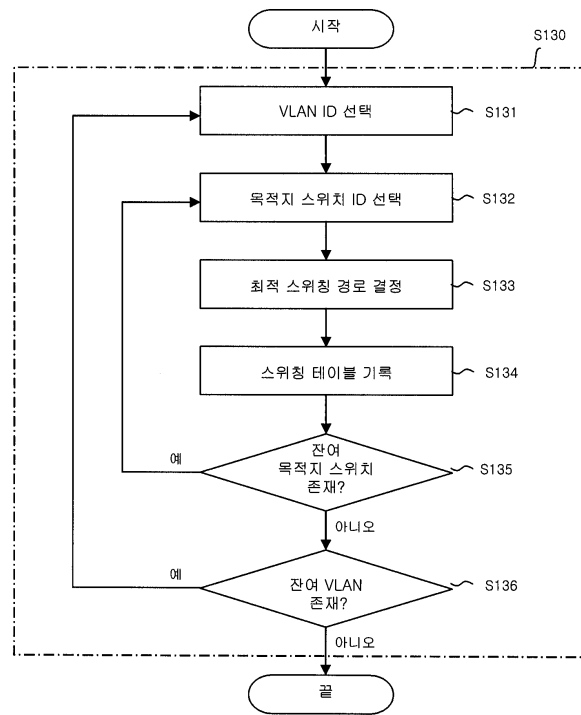 시작
S130
VLAN ID 선택
S131
목적지 스위치 ID 선택
S132
최적 스위칭 경로 결정
S133
스위칭 테이블 기록
S134
잔여
목적지 스위치
존재?
S135
예
아니오
잔여 VLAN
존재?
S136
예
아니오
끝